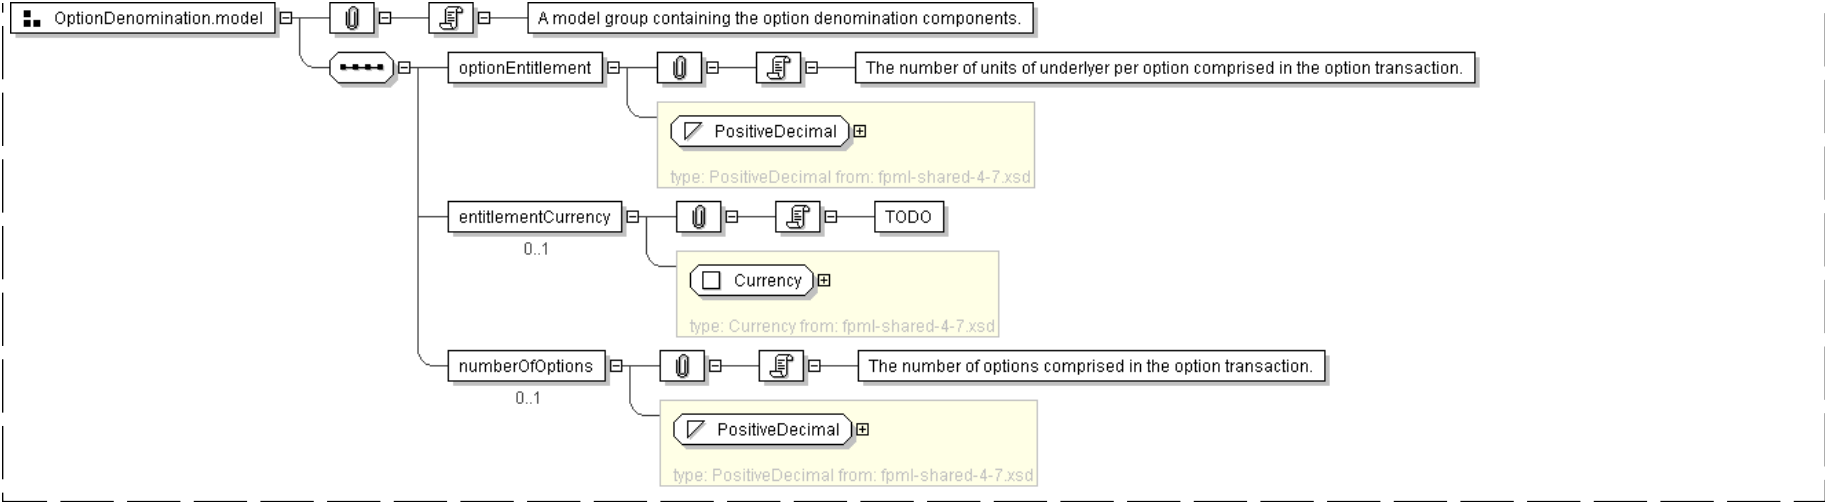 OptionDenomination.model
A model group containing the option denomination components.
optionEntitlement
The number of units of underlyer per option comprised in the option transaction.
PositiveDecimal
type: PositiveDecimal from: fpml-shared-4-7.xsd
entitlementCurrency
TODO
0..1
Currency
type: Currency from: fpml-shared-4-7.xsd
numberOfOptions
The number of options comprised in the option transaction.
0..1
PositiveDecimal
type: PositiveDecimal from: fpml-shared-4-7.xsd